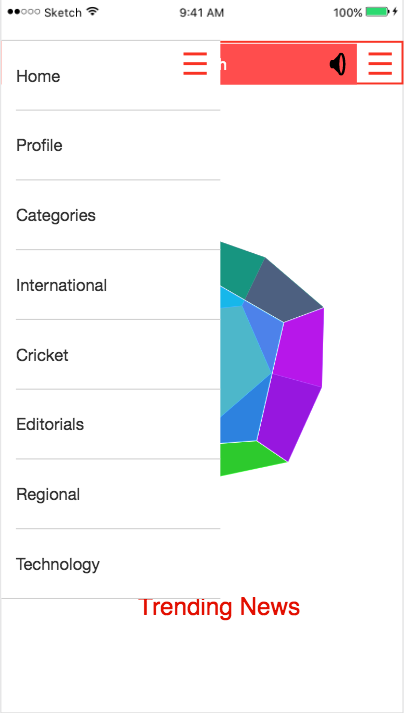 Sketch 9:41 AM 100%
Home
Profile
Categories
International
Cricket
Editorials
Regional
Technology
Trending News